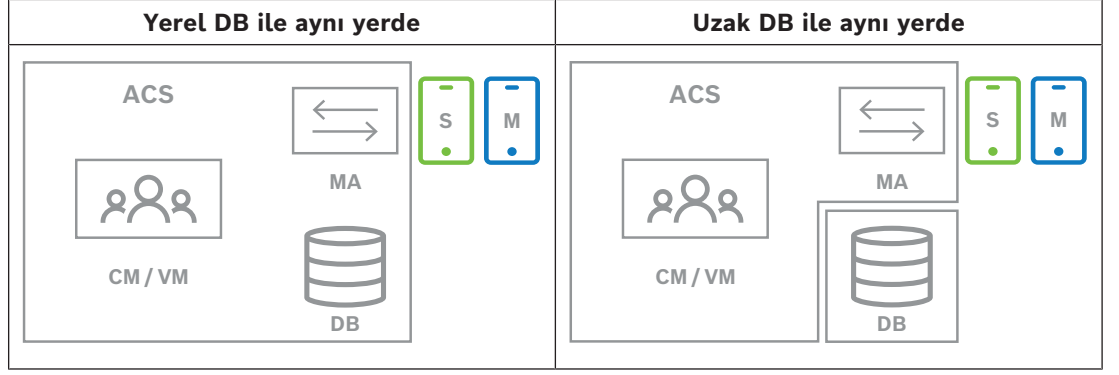 Yerel DB ile aynı yerde
Uzak DB ile aynı yerde
ACS
S
M
MA
CM / VM
DB
ACS
S
M
MA
CM / VM
DB